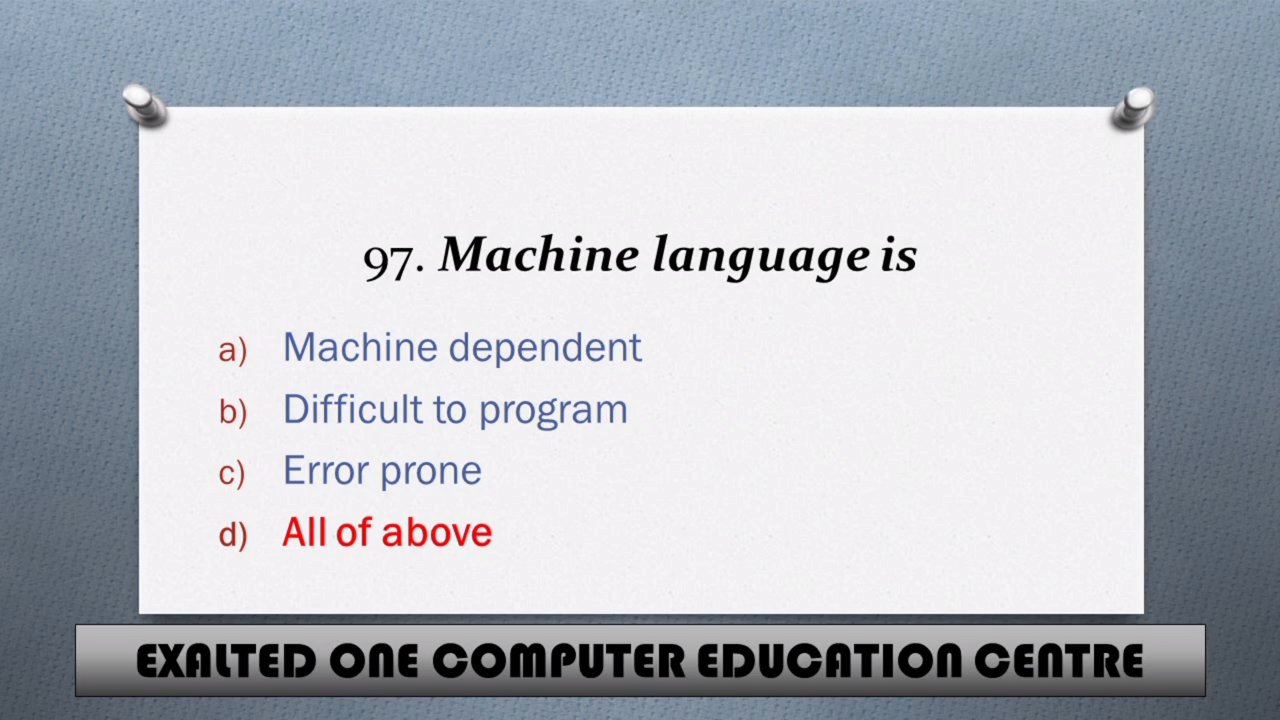 97. Machine language is
a) Machine dependent
b) Difficult to program
c) Error prone
d) All of above
EXALTED ONE COMPUTER EDUCATION CENTRE